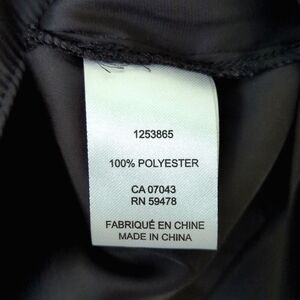 1253865
100% POLYESTER
CA 07043
RN 59478
FABRIQUÉ EN CHINE
MADE IN CHINA